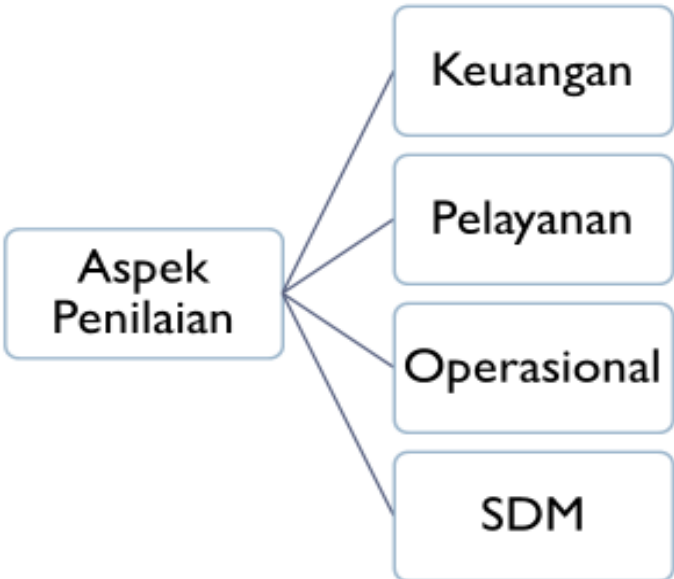 Aspek
Penilaian
Keuangan
Pelayanan
Operasional
SDM